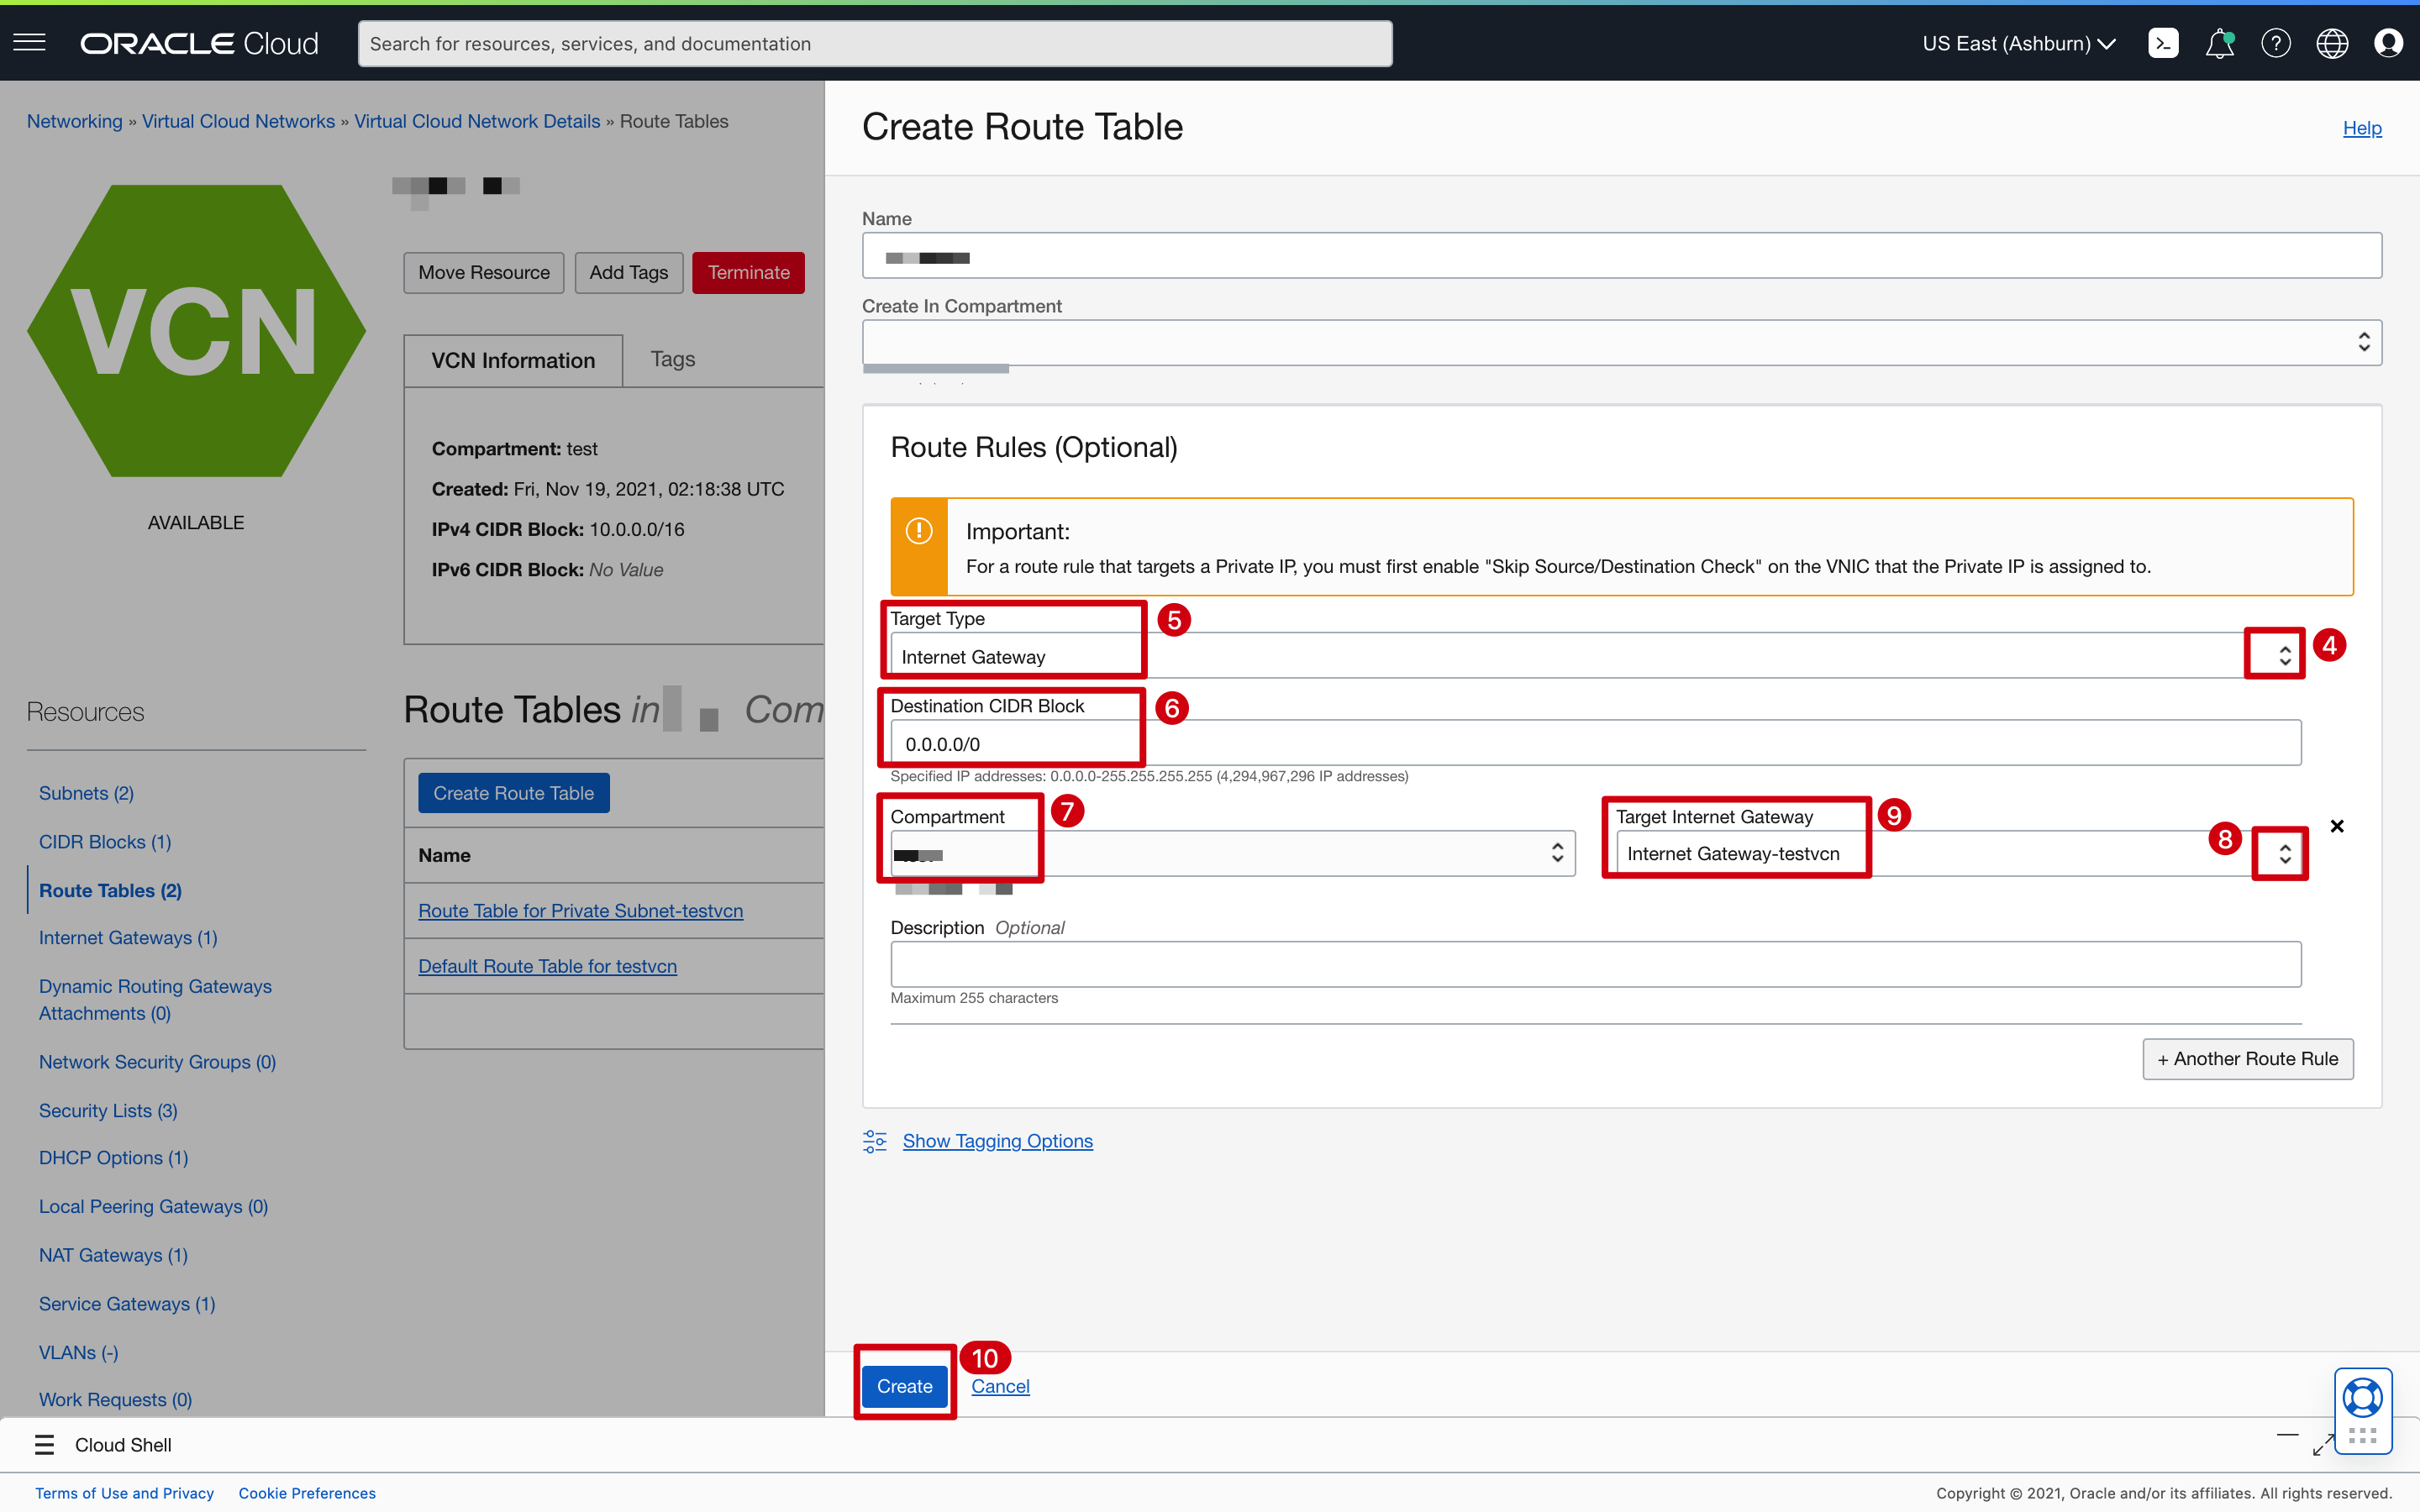 ORACLE Cloud
Search for resources, services, and documentation
US East (Ashburn)
Networking » Virtual Cloud Networks » Virtual Cloud Network Details » Route Tables
VCN
AVAILABLE
Move Resource
Add Tags
Terminate
VCN Information
Tags
Compartment: test
Created: Fri, Nov 19, 2021, 02:18:38 UTC
IPv4 CIDR Block: 10.0.0.0/16
IPv6 CIDR Block: No Value
Resources
Subnets (2)
CIDR Blocks (1)
Route Tables (2)
Internet Gateways (1)
Dynamic Routing Gateways
Attachments (0)
Network Security Groups (0)
Security Lists (3)
DHCP Options (1)
Local Peering Gateways (0)
NAT Gateways (1)
Service Gateways (1)
VLANs (-)
Work Requests (0)
Route Tables in Com
Create Route Table
Name
Route Table for Private Subnet-testvcn
Default Route Table for testvcn
Create Route Table
Help
Name
Create In Compartment
Route Rules (Optional)
Important:
For a route rule that targets a Private IP, you must first enable "Skip Source/Destination Check" on the VNIC that the Private IP is assigned to.
Target Type
5
Internet Gateway
4
Destination CIDR Block
6
0.0.0.0/0
Specified IP addresses: 0.0.0.0-255.255.255.255 (4,294,967,296 IP addresses)
Compartment
7
Target Internet Gateway
9
Internet Gateway-testvcn
8
Description Optional
Maximum 255 characters
+ Another Route Rule
Show Tagging Options
10
Create
Cancel
Cloud Shell
Terms of Use and Privacy
Cookie Preferences
Copyright © 2021, Oracle and/or its affiliates. All rights reserved.